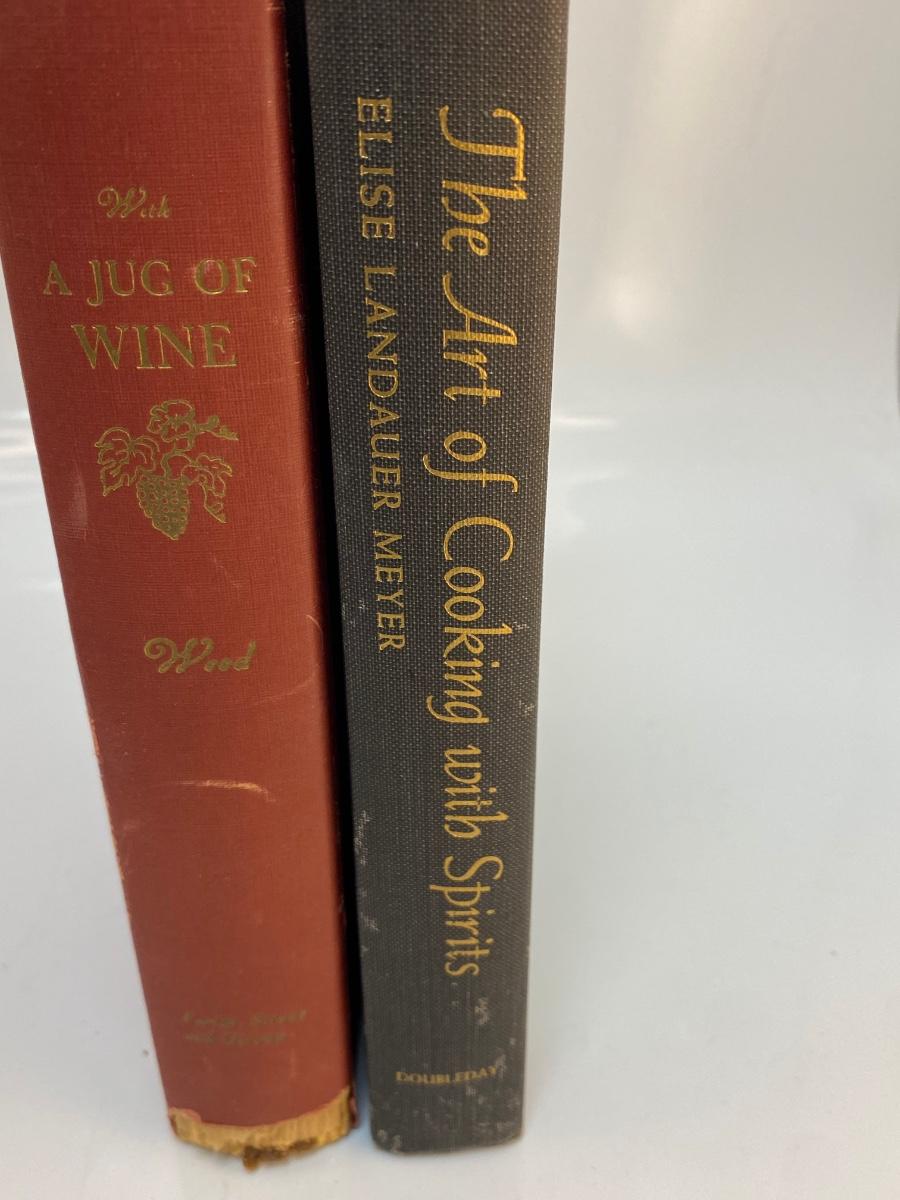 With
A JUG OF
WINE
Wood
The Art of Cooking with Spirits
ELISE LANDAUER MEYER
DOUBLEDAY